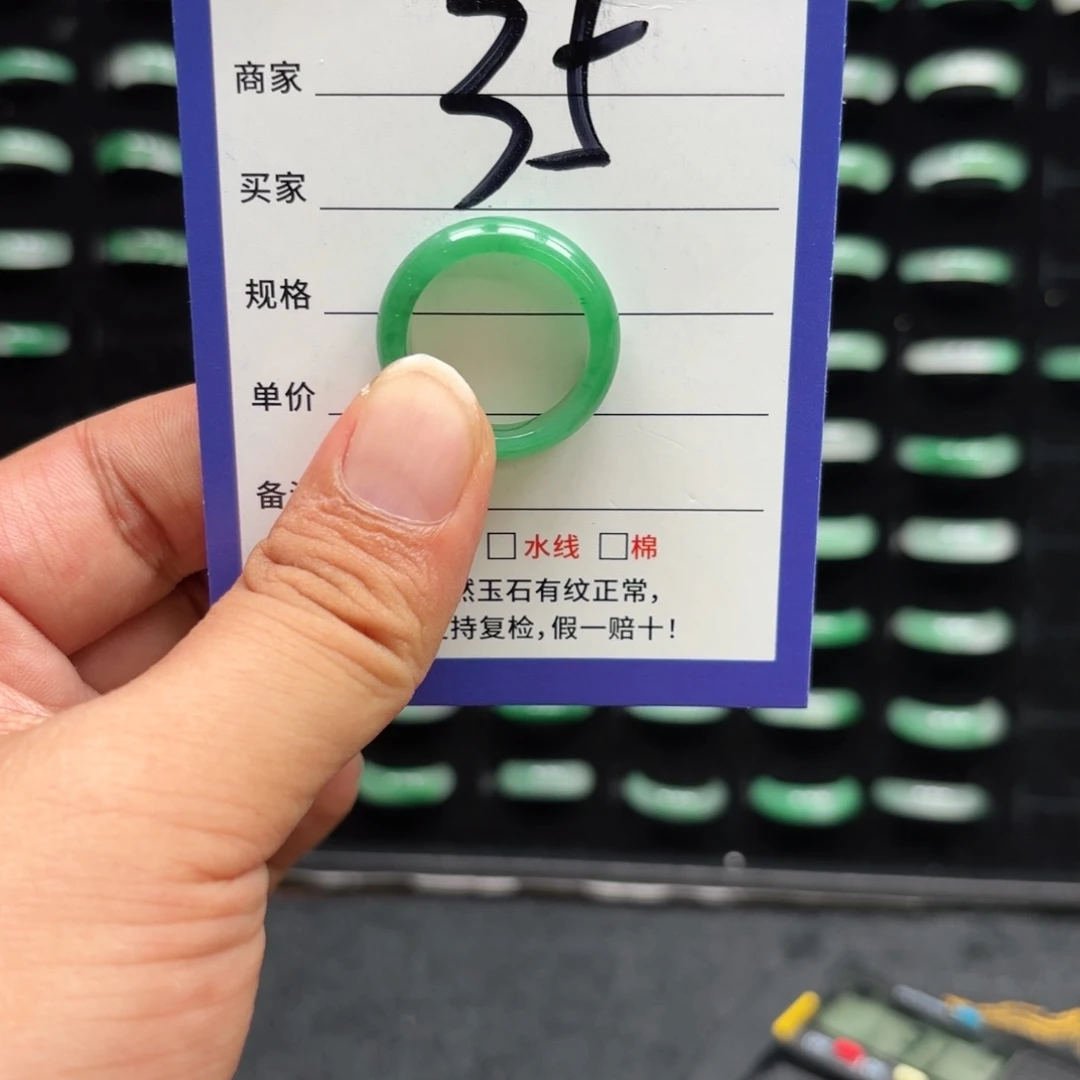 商家
买家
规格
单价
备
□水线 □棉
然玉石有纹正常，
持复检，假一赔十！